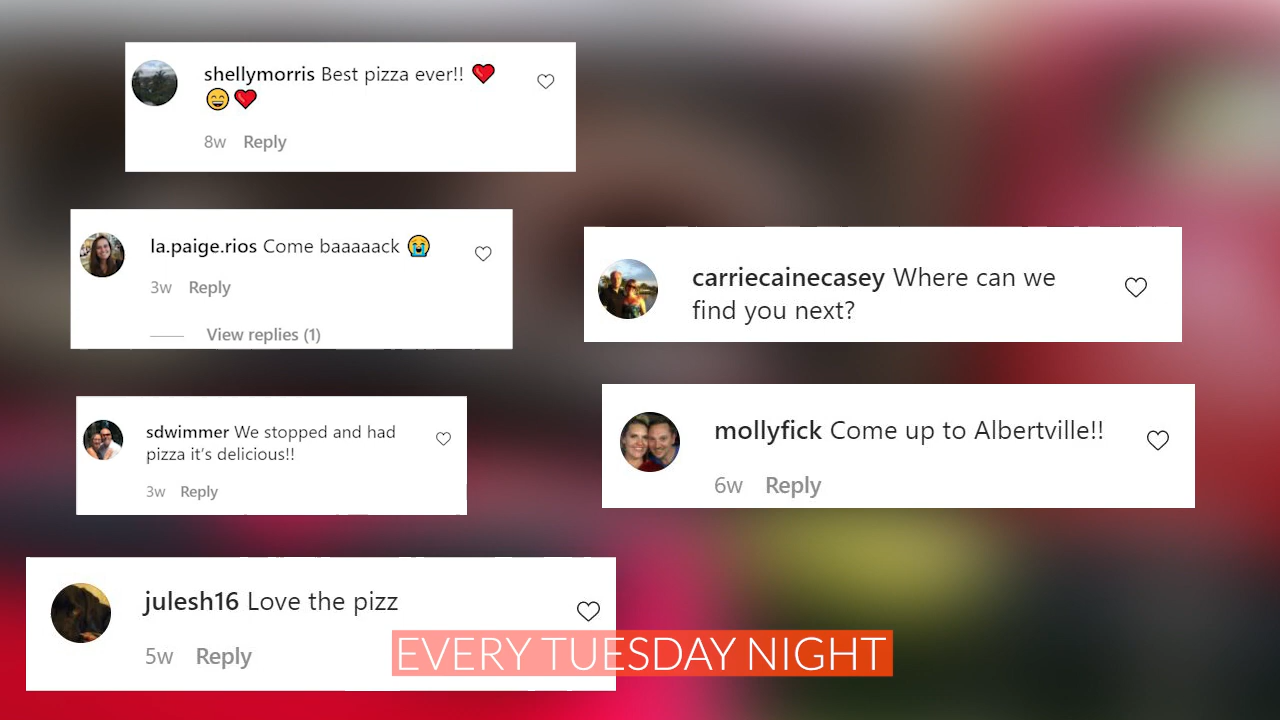 shellymorris Best pizza ever!! ❤️
😄❤️
8w Reply
la.paige.rios Come baaaaack 😭
3w Reply
View replies (1)
carriecainecasey Where can we
find you next?
sdwimmer We stopped and had
pizza it's delicious!!
3w Reply
mollyfick Come up to Albertville!!
6w Reply
julesh16 Love the pizz
5w Reply
EVERY TUESDAY NIGHT